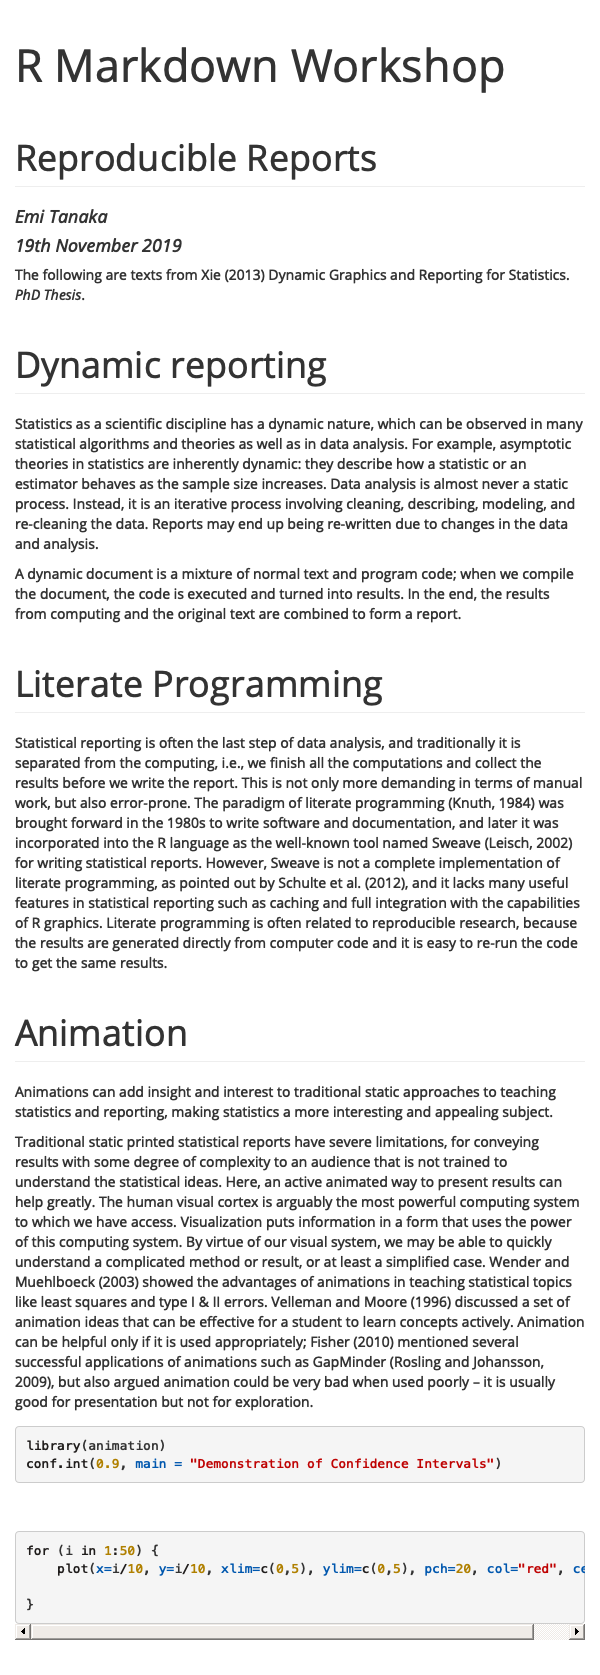 R Markdown Workshop
Reproducible Reports
Emi Tanaka
19th November 2019
The following are texts from Xie (2013) Dynamic Graphics and Reporting for Statistics.
PhD Thesis.
Dynamic reporting
Statistics as a scientific discipline has a dynamic nature, which can be observed in many
statistical algorithms and theories as well as in data analysis. For example, asymptotic
theories in statistics are inherently dynamic: they describe how a statistic or an
estimator behaves as the sample size increases. Data analysis is almost never a static
process. Instead, it is an iterative process involving cleaning, describing, modeling, and
re-cleaning the data. Reports may end up being re-written due to changes in the data
and analysis.
A dynamic document is a mixture of normal text and program code; when we compile
the document, the code is executed and turned into results. In the end, the results
from computing and the original text are combined to form a report.
Literate Programming
Statistical reporting is often the last step of data analysis, and traditionally it is
separated from the computing, i.e., we finish all the computations and collect the
results before we write the report. This is not only more demanding in terms of manual
work, but also error-prone. The paradigm of literate programming (Knuth, 1984) was
brought forward in the 1980s to write software and documentation, and later it was
incorporated into the R language as the well-known tool named Sweave (Leisch, 2002)
for writing statistical reports. However, Sweave is not a complete implementation of
literate programming, as pointed out by Schulte et al. (2012), and it lacks many useful
features in statistical reporting such as caching and full integration with the capabilities
of R graphics. Literate programming is often related to reproducible research, because
the results are generated directly from computer code and it is easy to re-run the code
to get the same results.
Animation
Animations can add insight and interest to traditional static approaches to teaching
statistics and reporting, making statistics a more interesting and appealing subject.
Traditional static printed statistical reports have severe limitations, for conveying
results with some degree of complexity to an audience that is not trained to
understand the statistical ideas. Here, an active animated way to present results can
help greatly. The human visual cortex is arguably the most powerful computing system
to which we have access. Visualization puts information in a form that uses the power
of this computing system. By virtue of our visual system, we may be able to quickly
understand a complicated method or result, or at least a simplified case. Wender and
Muehlboeck (2003) showed the advantages of animations in teaching statistical topics
like least squares and type I & II errors. Velleman and Moore (1996) discussed a set of
animation ideas that can be effective for a student to learn concepts actively. Animation
can be helpful only if it is used appropriately; Fisher (2010) mentioned several
successful applications of animations such as GapMinder (Rosling and Johansson,
2009), but also argued animation could be very bad when used poorly – it is usually
good for presentation but not for exploration.
library(animation)
conf.int(0.9, main = "Demonstration of Confidence Intervals")
for (i in 1:50) {
    plot(x=i/10, y=i/10, xlim=c(0,5), ylim=c(0,5), pch=20, col="red", ce
}